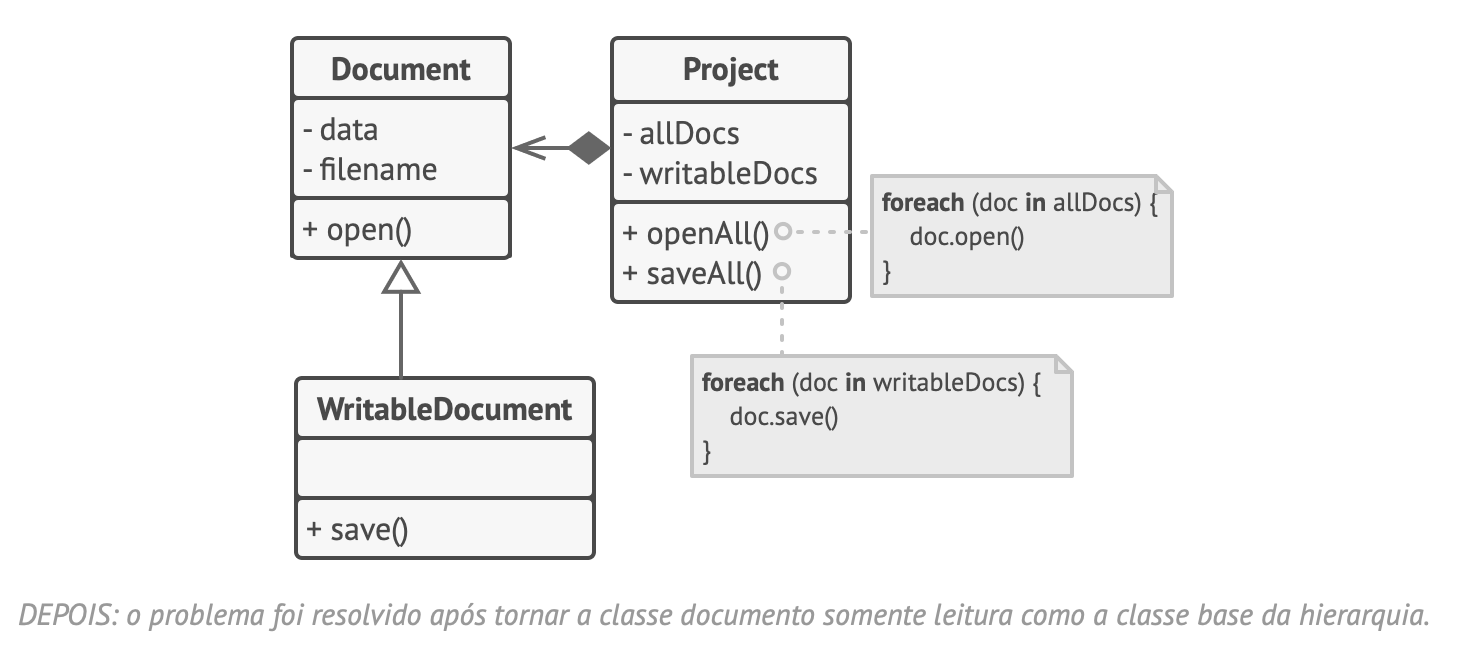 Document
- data
- filename
+ open()
Project
- allDocs
- writableDocs
+ openAll()
+ saveAll()
foreach (doc in allDocs) {
doc.open()
}
foreach (doc in writableDocs) {
doc.save()
}
WritableDocument
+ save()
DEPOIS: o problema foi resolvido após tornar a classe documento somente leitura como a classe base da hierarquia.